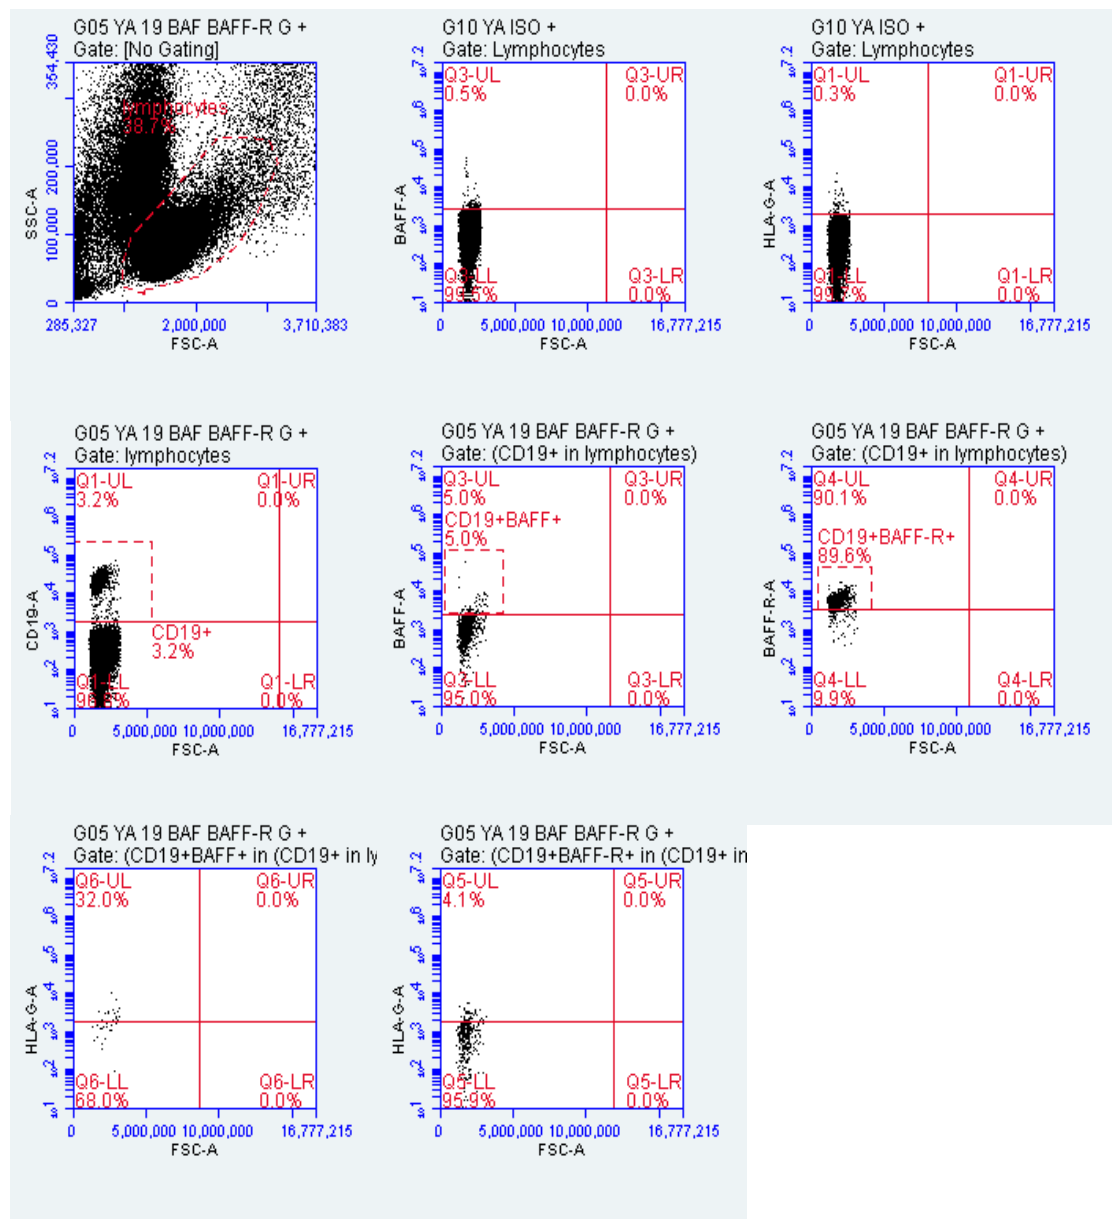 G05 YA 19 BAF BAFF-R G +
Gate: [No Gating]
354,430
200,000
100,000
0
SSC-A
lymphocytes
38.7%
285,327
2,000,000
3,710,383
FSC-A
G10 YA ISO +
Gate: Lymphocytes
Q3-UL
0.5%
Q3-UR
0.0%
BAFF-A
Q3-LL
99.5%
Q3-LR
0.0%
0
5,000,000
10,000,000
16,777,215
FSC-A
G10 YA ISO +
Gate: Lymphocytes
Q1-UL
0.3%
Q1-UR
0.0%
HLA-G-A
Q1-LR
0.0%
0
5,000,000
10,000,000
16,777,215
FSC-A
G05 YA 19 BAF BAFF-R G +
Gate: lymphocytes
Q1-UL
3.2%
Q1-UR
0.0%
CD19-A
CD19+
3.2%
Q1-LL
Q1-LR
0.0%
0
5,000,000
10,000,000
16,777,215
FSC-A
G05 YA 19 BAF BAFF-R G +
Gate: (CD19+ in lymphocytes)
Q3-UL
5.0%
Q3-UR
0.0%
CD19+BAFF+
5.0%
BAFF-A
Q3-LL
95.0%
Q3-LR
0.0%
0
5,000,000
10,000,000
16,777,215
FSC-A
G05 YA 19 BAF BAFF-R G +
Gate: (CD19+ in lymphocytes)
Q4-UL
90.1%
Q4-UR
0.0%
CD19+BAFF-R+
89.6%
BAFF-R-A
Q4-LL
9.9%
Q4-LR
0.0%
0
5,000,000
10,000,000
16,777,215
FSC-A
G05 YA 19 BAF BAFF-R G +
Gate: (CD19+BAFF+ in (CD19+ in ly
Q6-UL
32.0%
Q6-UR
0.0%
HLA-G-A
Q6-LL
68.0%
Q6-LR
0.0%
0
5,000,000
10,000,000
16,777,215
FSC-A
G05 YA 19 BAF BAFF-R G +
Gate: (CD19+BAFF-R+ in (CD19+ in
Q5-UL
4.1%
Q5-UR
0.0%
HLA-G-A
Q5-LL
95.9%
Q5-LR
0.0%
0
5,000,000
10,000,000
16,777,215
FSC-A